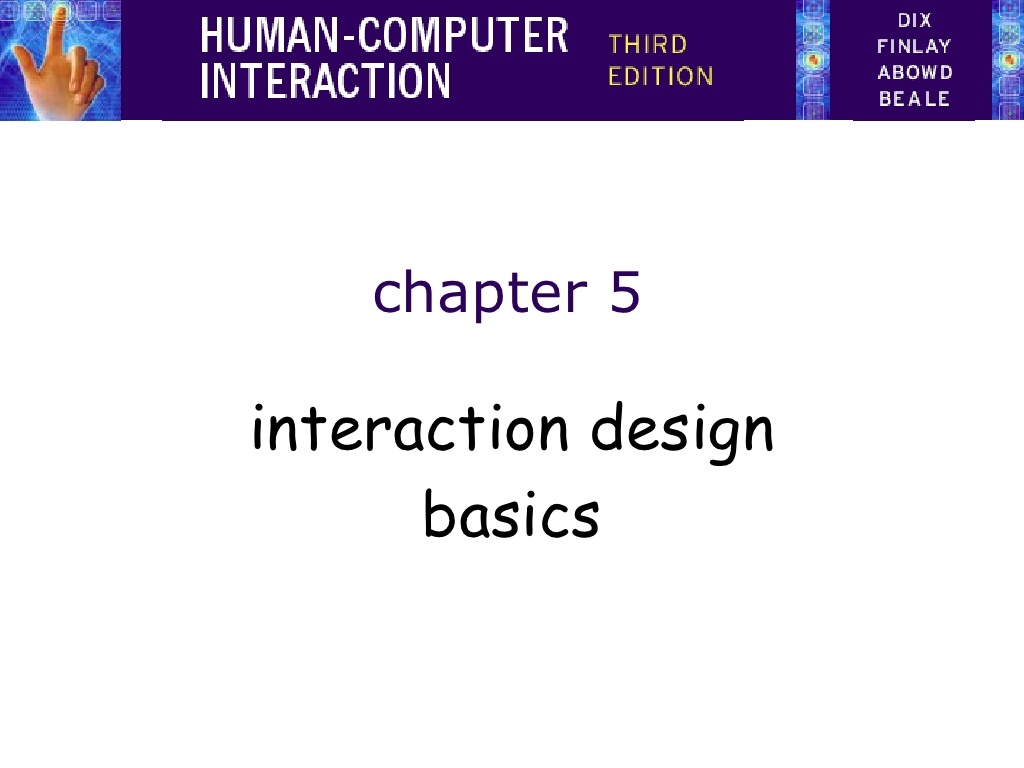 HUMAN-COMPUTER
INTERACTION
THIRD
EDITION
DIX
FINLAY
ABOWD
BEALE
chapter 5
interaction design
basics